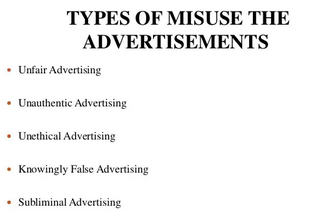 TYPES OF MISUSE THE
ADVERTISEMENTS
• Unfair Advertising
• Unauthentic Advertising
• Unethical Advertising
• Knowingly False Advertising
• Subliminal Advertising